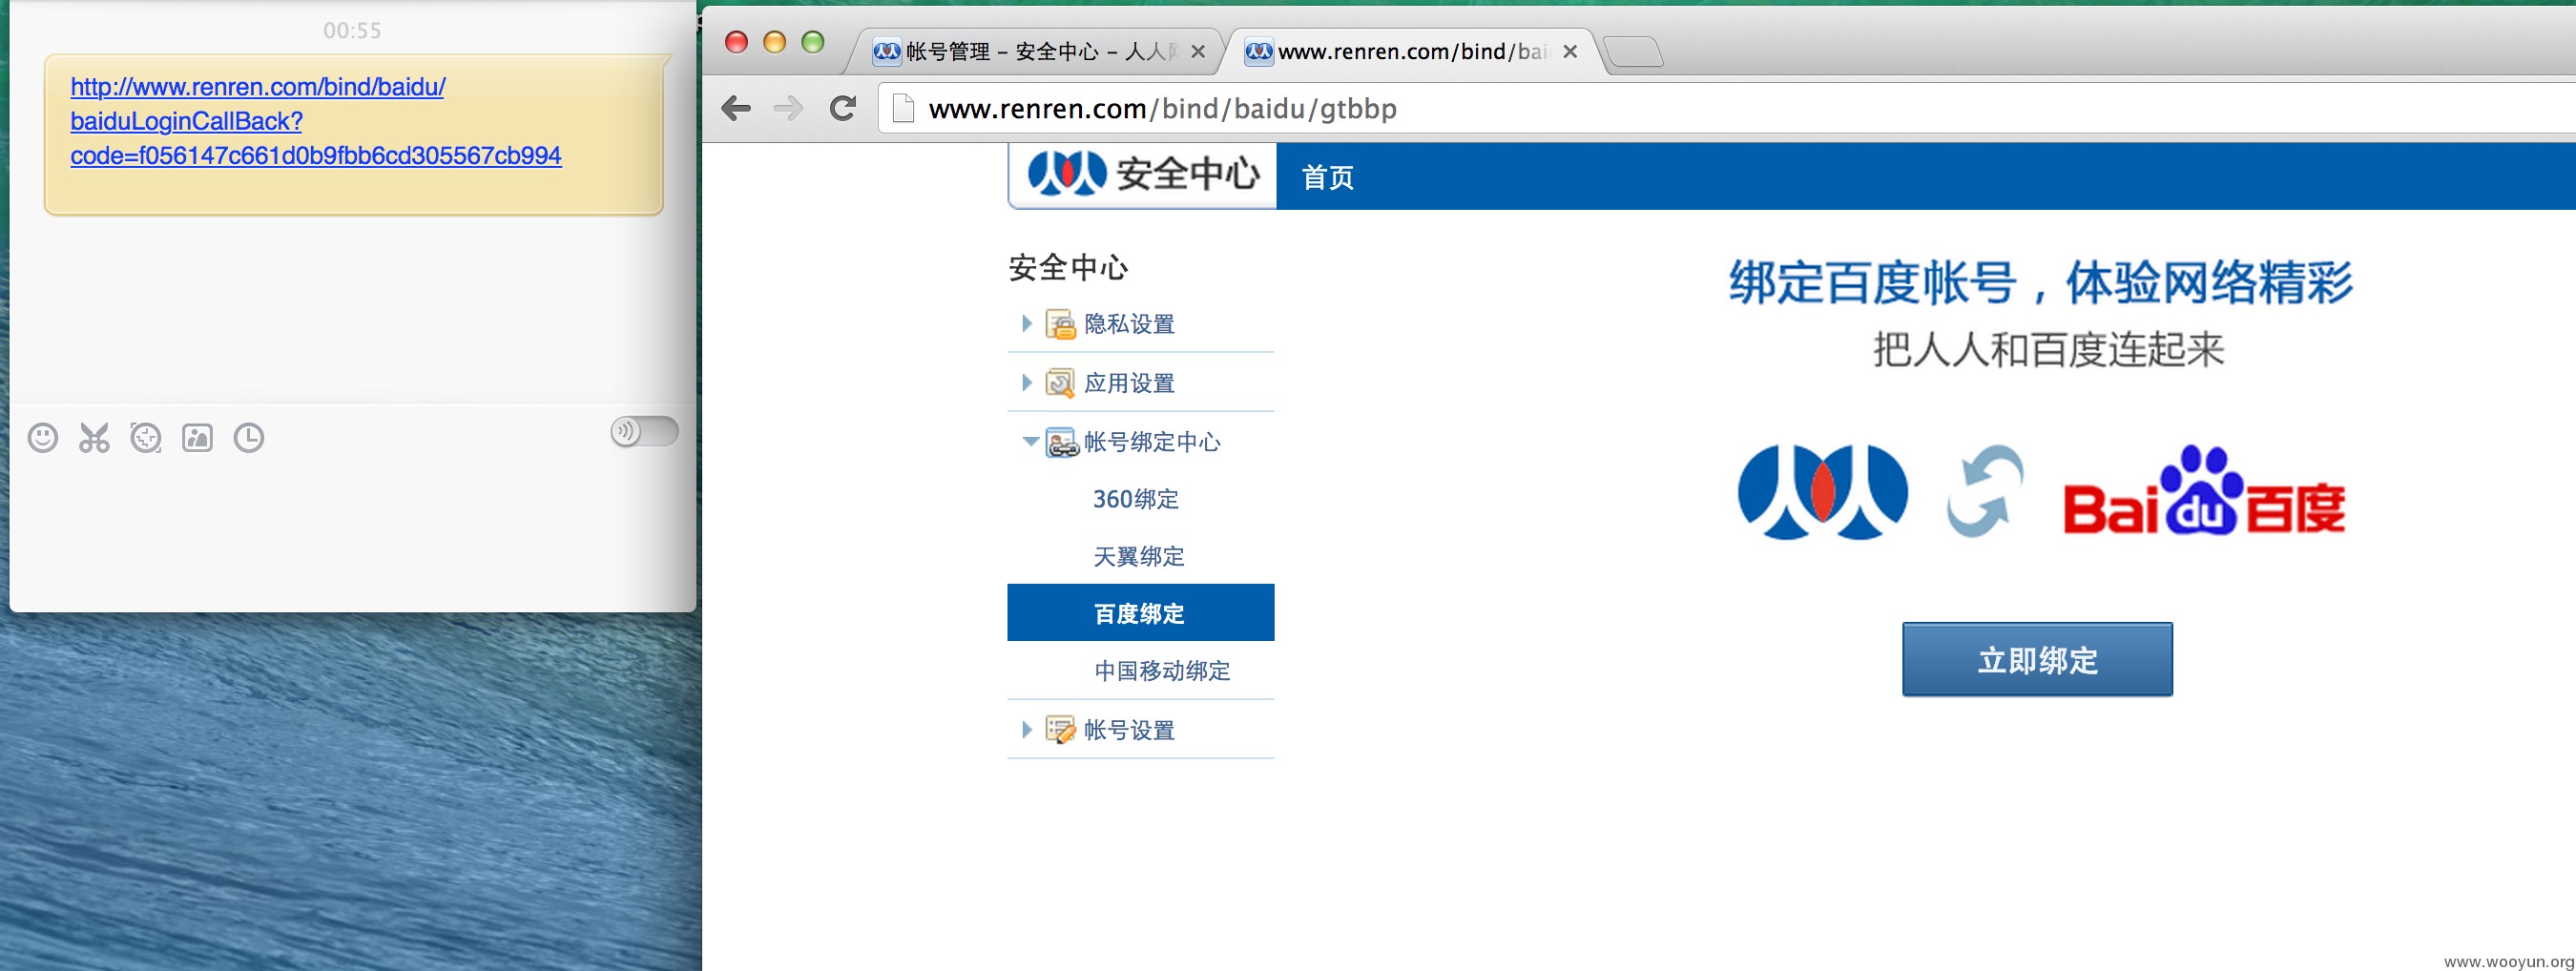 00:55
http://www.renren.com/bind/baidu/
baiduLoginCallBack?
code=f056147c661d0b9fbb6cd305567cb994
帐号管理 – 安全中心 – 人人
www.renren.com/bind/bai
www.renren.com/bind/baidu/gtbbp
安全中心
首页
安全中心
隐私设置
应用设置
帐号绑定中心
360绑定
天翼绑定
百度绑定
中国移动绑定
帐号设置
绑定百度帐号，体验网络精彩
把人人和百度连起来
人人
Bai du 百度
立即绑定
www.wooyun.org